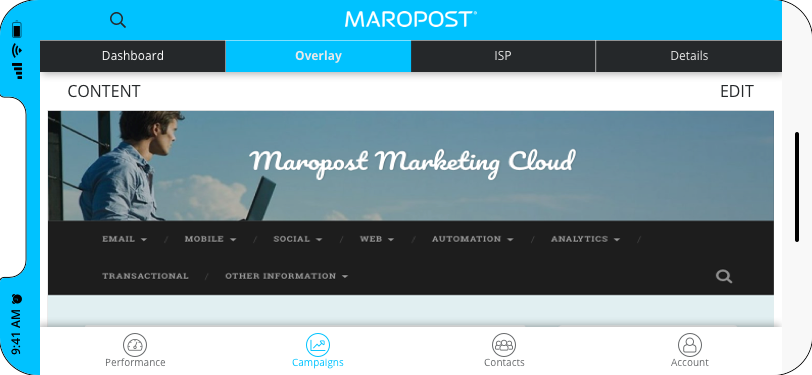 MAROPOST
Dashboard
Overlay
ISP
Details
CONTENT
EDIT
Maropost Marketing Cloud
EMAIL / MOBILE / SOCIAL / WEB / AUTOMATION / ANALYTICS /
TRANSACTIONAL / OTHER INFORMATION
9:41 AM
Performance
Campaigns
Contacts
Account